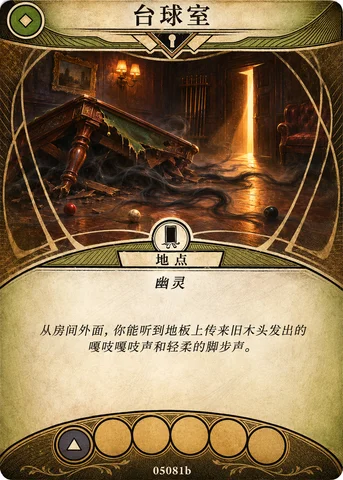 台球室
地点
幽灵
从房间外面，你能听到地板上传来旧木头发出的
嘎吱嘎吱声和轻柔的脚步声。
05081b